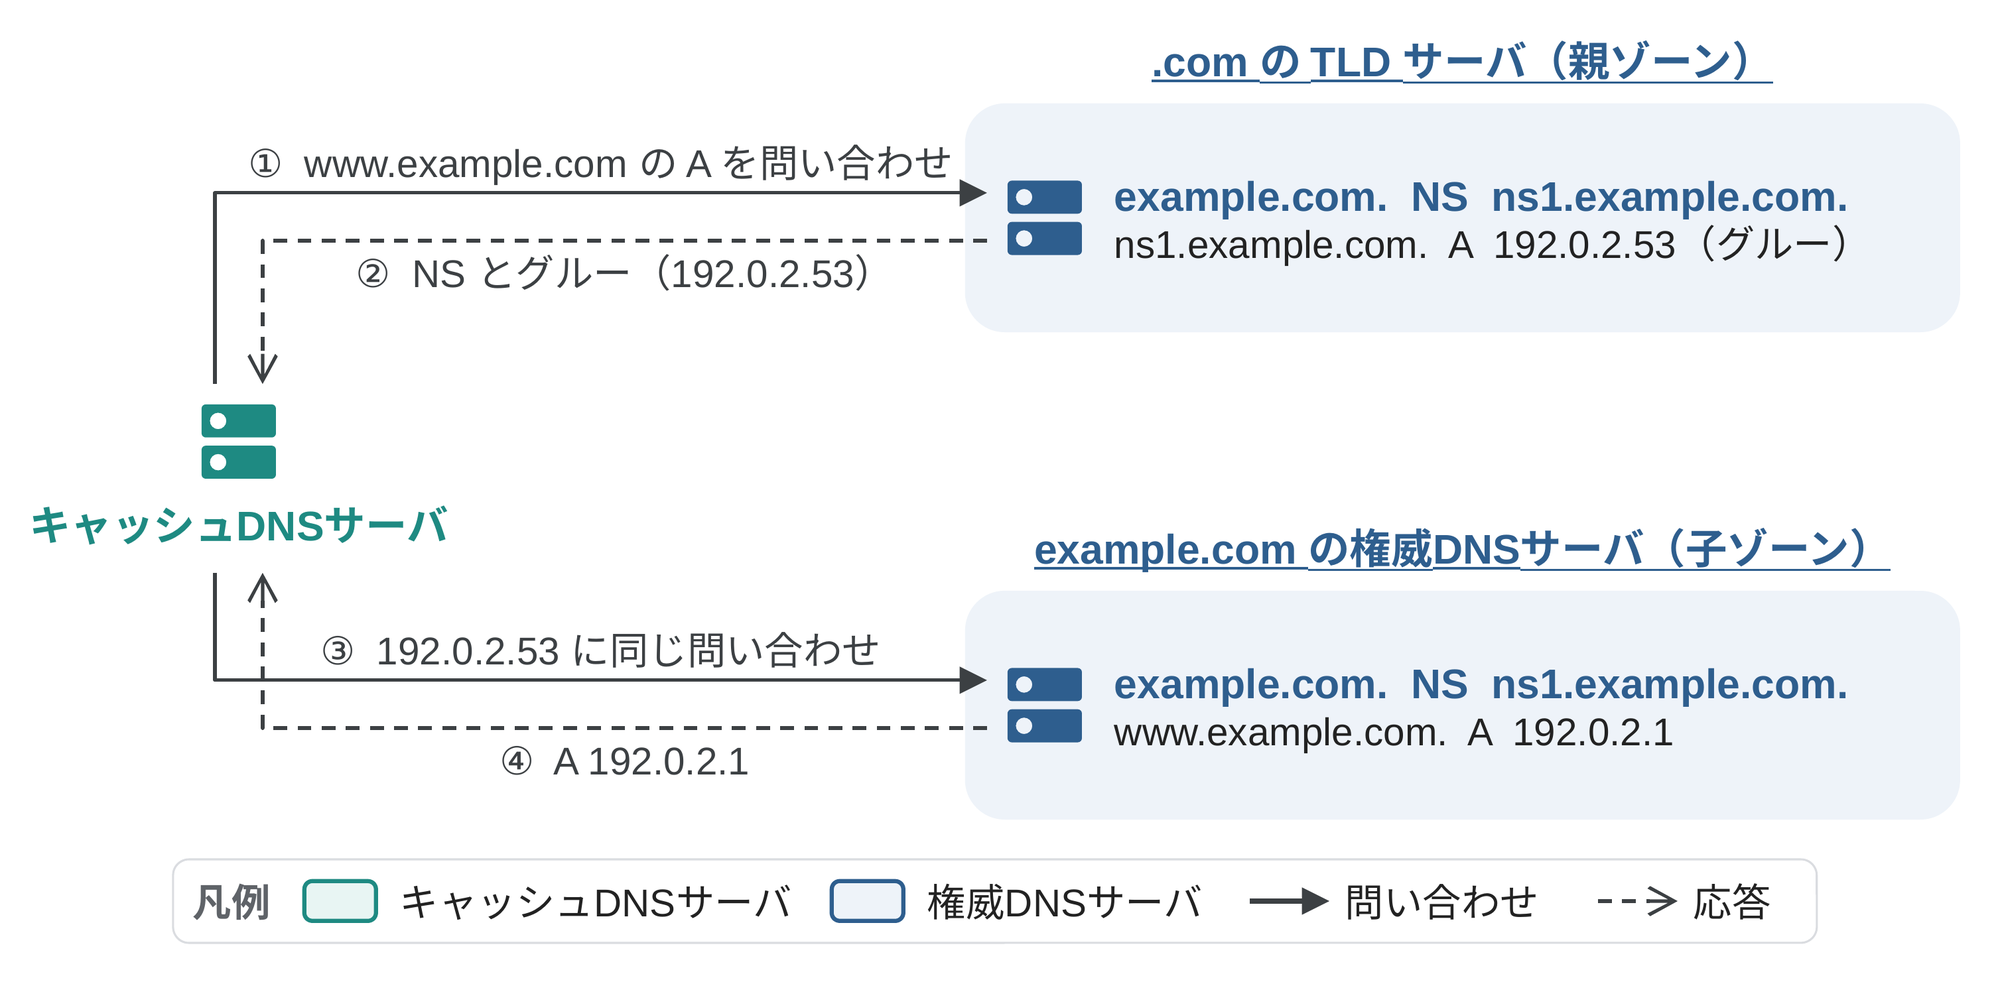 .com の TLD サーバ（親ゾーン）
① www.example.com の A を問い合わせ
example.com. NS ns1.example.com.
ns1.example.com. A 192.0.2.53（グルー）
② NS とグルー（192.0.2.53）
キャッシュDNSサーバ
example.com の権威DNSサーバ（子ゾーン）
③ 192.0.2.53 に同じ問い合わせ
example.com. NS ns1.example.com.
www.example.com. A 192.0.2.1
④ A 192.0.2.1
凡例 キャッシュDNSサーバ 権威DNSサーバ 問い合わせ 応答